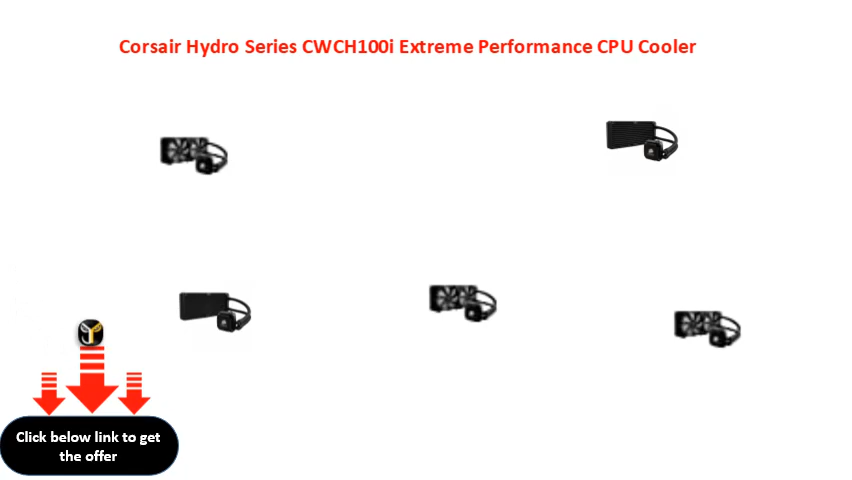 Corsair Hydro Series CWCH100i Extreme Performance CPU Cooler
Click below link to get
the offer